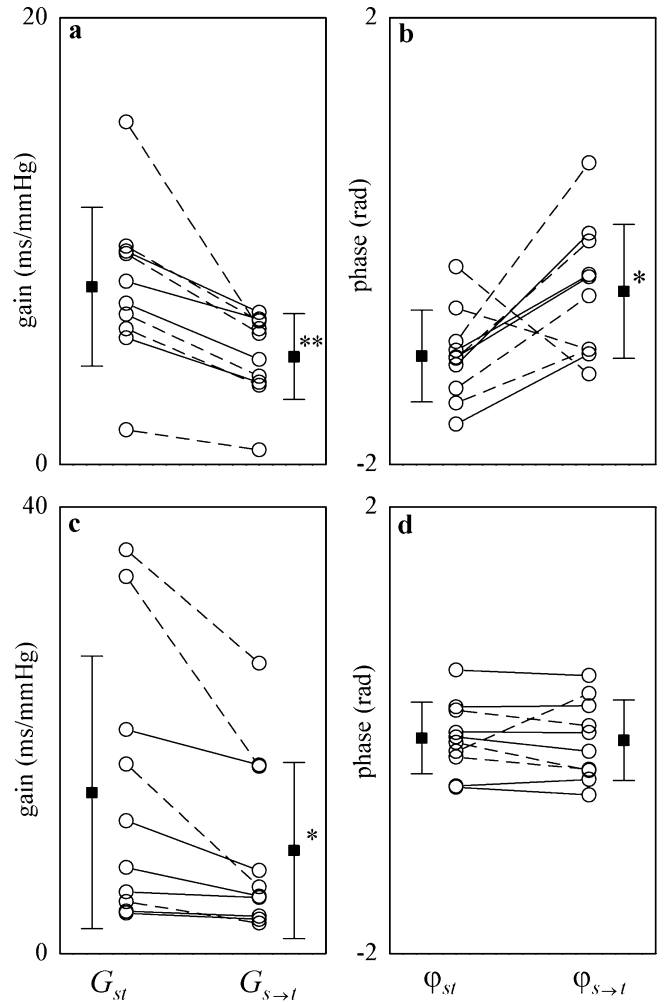 20
a
gain (ms/mmHg)
**
0
2
b
phase (rad)
*
-2
40
c
gain (ms/mmHg)
*
0
G_st
G_s→t
2
d
phase (rad)
-2
φ_st
φ_s→t